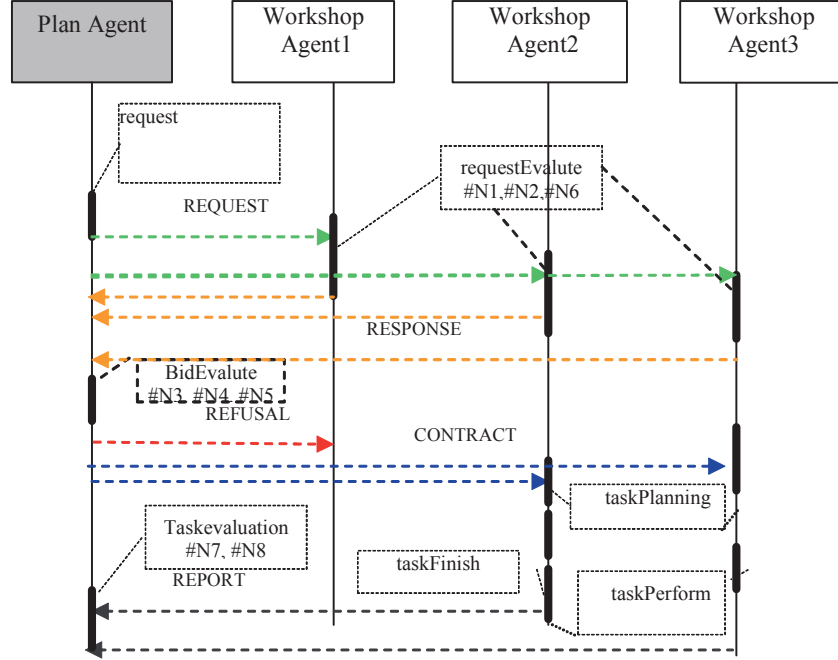 Plan Agent
Workshop
Agent1
Workshop
Agent2
Workshop
Agent3
request
requestEvalute
#N1,#N2,#N6
REQUEST
RESPONSE
BidEvalute
#N3, #N4, #N5
REFUSAL
CONTRACT
taskPlanning
Taskevaluation
#N7, #N8
taskFinish
REPORT
taskPerform